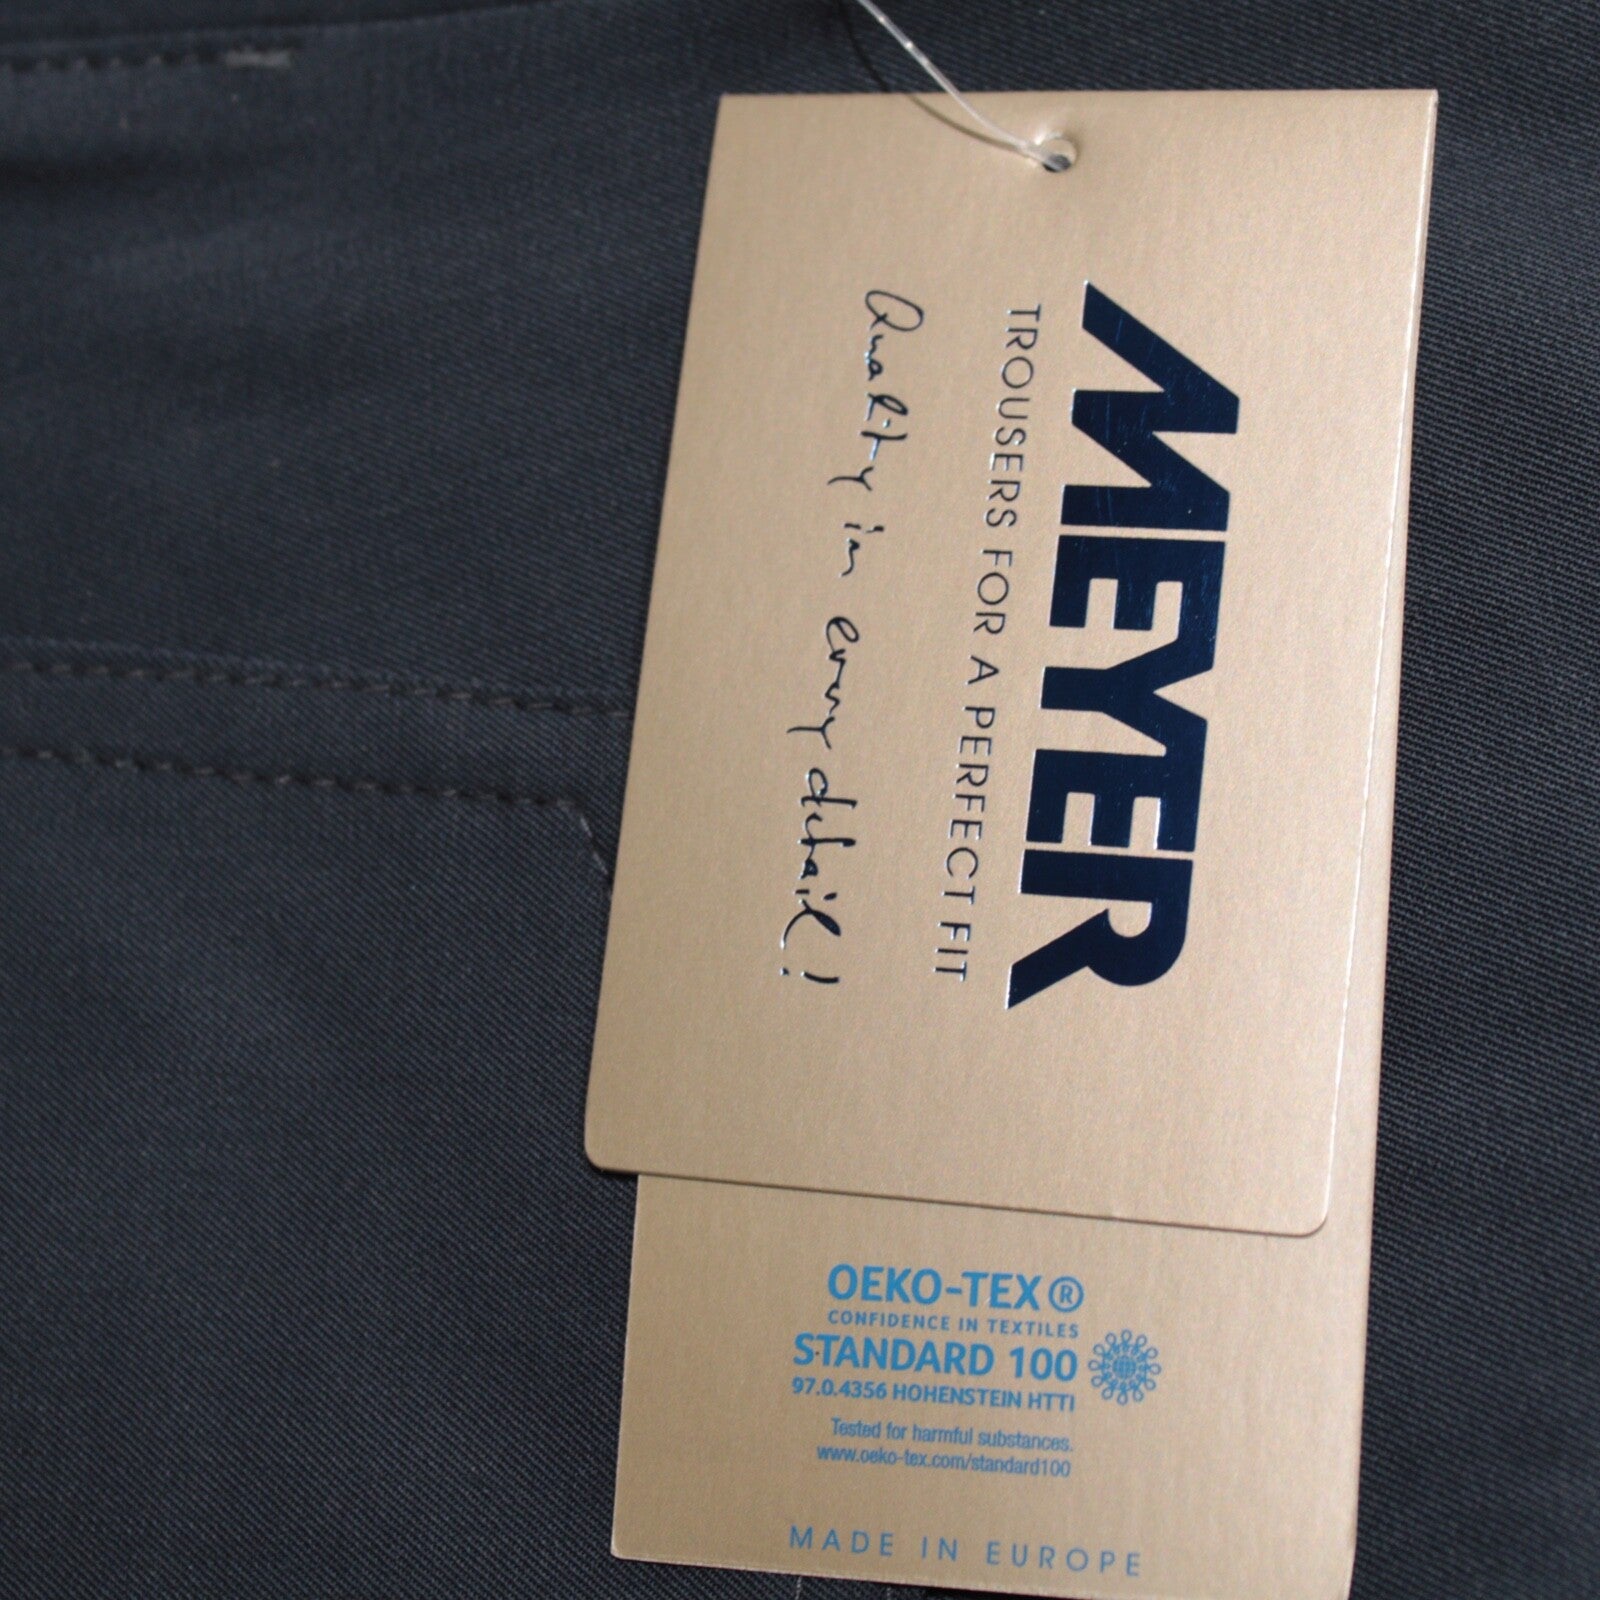 MEYER
TROUSERS FOR A PERFECT FIT
Quality in every detail!
OEKO-TEX®
CONFIDENCE IN TEXTILES
STANDARD 100
97.0.4356 HOHENSTEIN HTTI
Tested for harmful substances.
www.oeko-tex.com/standard100
MADE IN EUROPE